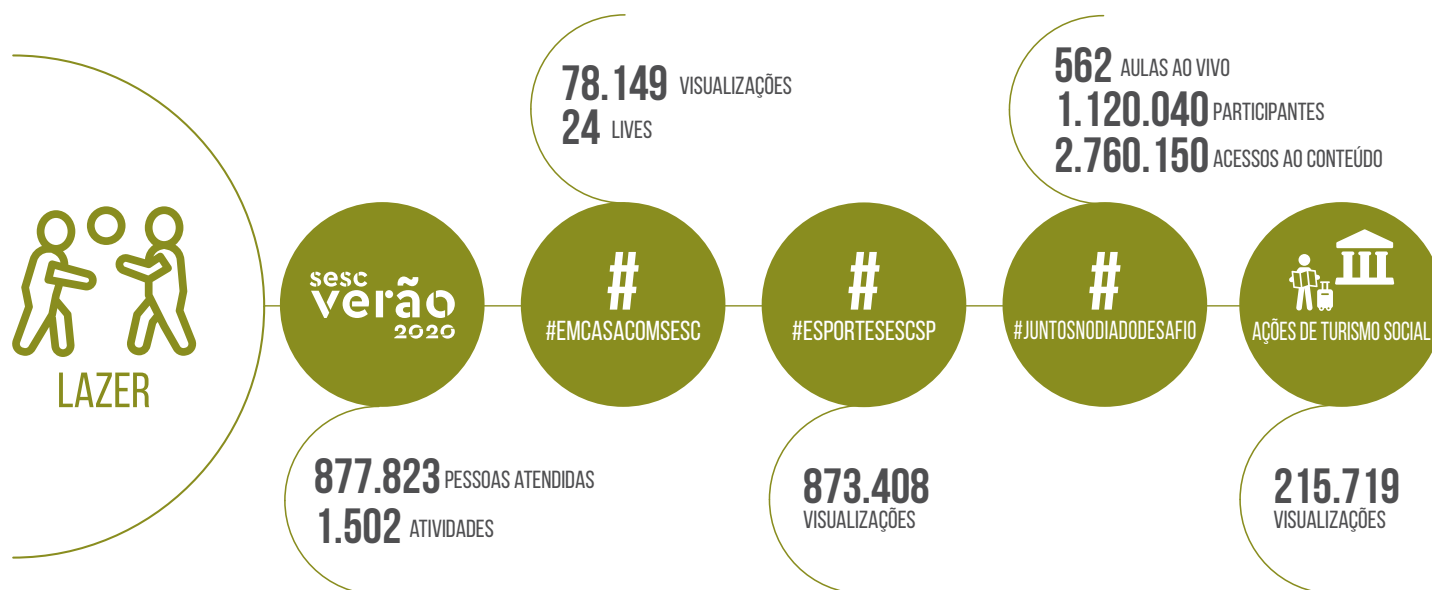 LAZER
sesc
verão
2020
877.823 PESSOAS ATENDIDAS
1.502 ATIVIDADES
78.149 VISUALIZAÇÕES
24 LIVES
#
#EMCASACOMSESC
#
#ESPORTESESCSP
873.408
VISUALIZAÇÕES
562 AULAS AO VIVO
1.120.040 PARTICIPANTES
2.760.150 ACESSOS AO CONTEÚDO
#
#JUNTOSNODIADODESAFIO
AÇÕES DE TURISMO SOCIAL
215.719
VISUALIZAÇÕES